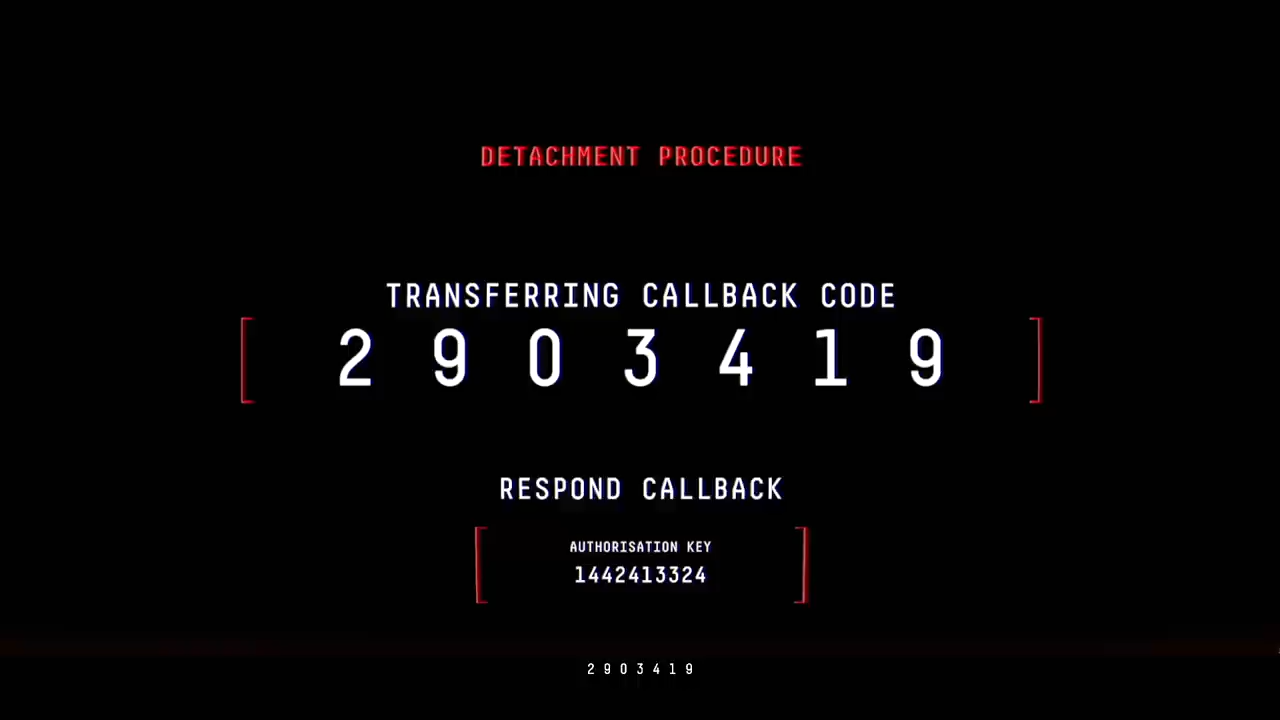 DETACHMENT PROCEDURE
TRANSFERRING CALLBACK CODE
2 9 0 3 4 1 9
RESPOND CALLBACK
AUTHORISATION KEY
1442413324
2 9 0 3 4 1 9